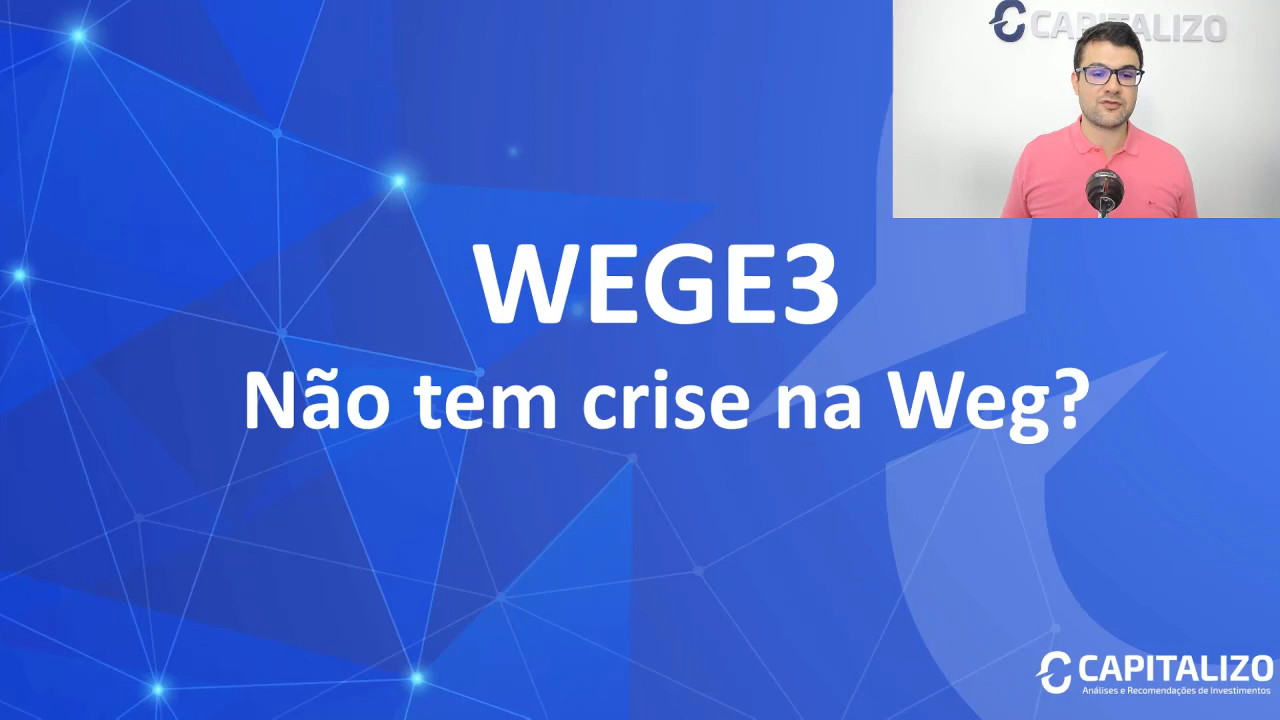 CAPITALIZO
WEGE3
Não tem crise na Weg?
CAPITALIZO
Análises e Recomendações de Investimentos